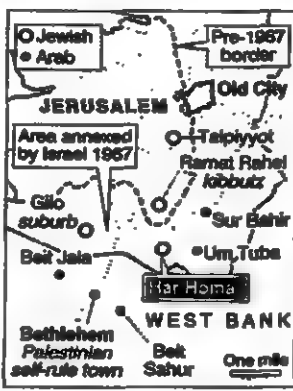 Jewish
Arab
Pre-1967
border
JERUSALEM
Old City
Area annexed
by Israel 1967
Talpiyyot
Ramat Rahel
kibbutz
Gilo
suburb
Sur Bahir
Beit Jala
Um Tuba
Har Homa
WEST BANK
Bethlehem
Palestinian
self-rule town
Beit
Sahur
One mile